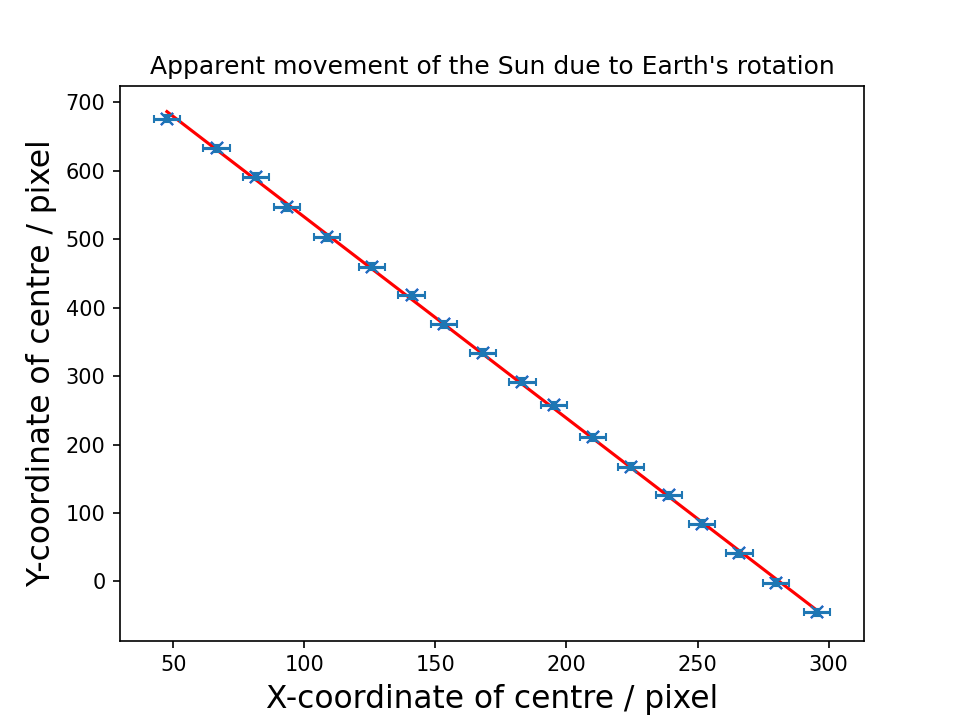 Apparent movement of the Sun due to Earth's rotation
Y-coordinate of centre / pixel
700
600
500
400
300
200
100
0
50 100 150 200 250 300
X-coordinate of centre / pixel